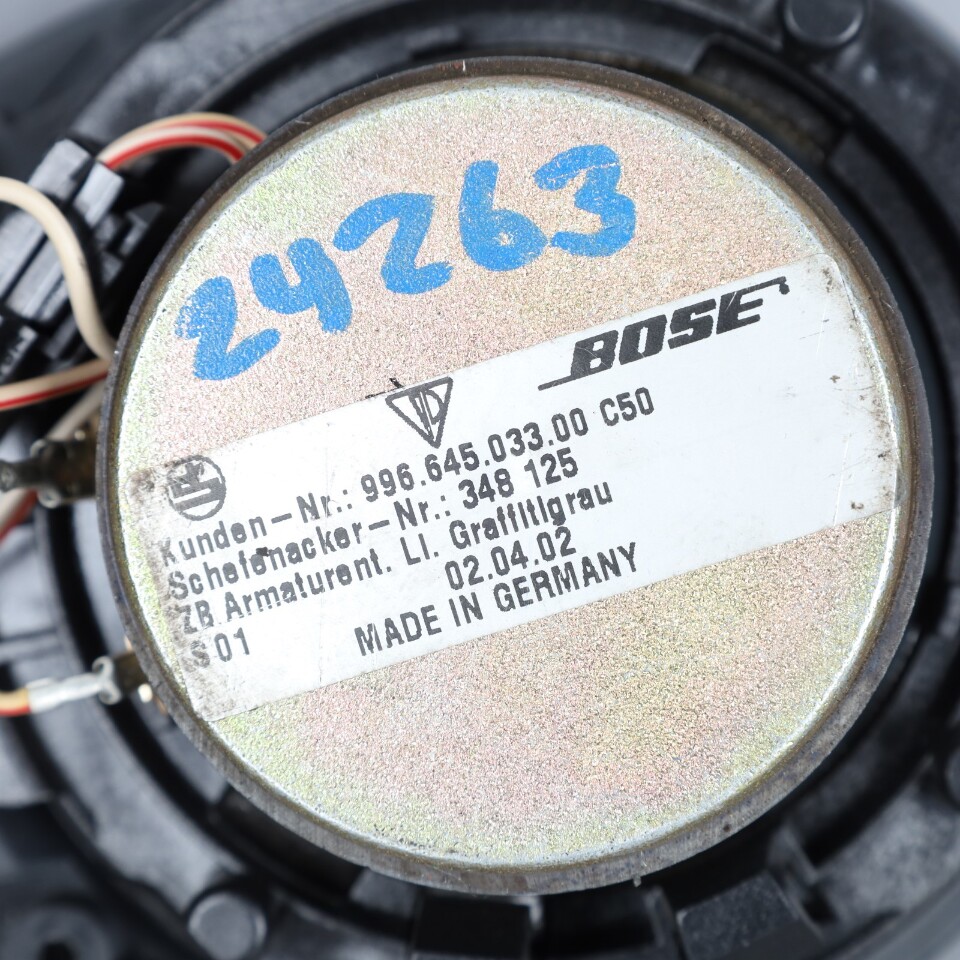 24263
BOSE
Kunden-Nr.: 996.645.033.00 C50
Schefenacker-Nr.: 348 125
ZB Armaturent. LI. Graffitigrau
02.04.02
S 01 MADE IN GERMANY